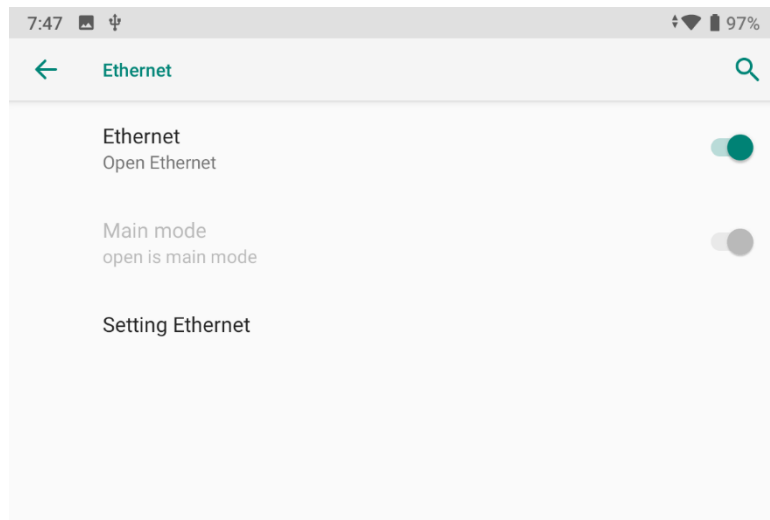 7:47 97%
Ethernet
Ethernet
Open Ethernet
Main mode
open is main mode
Setting Ethernet